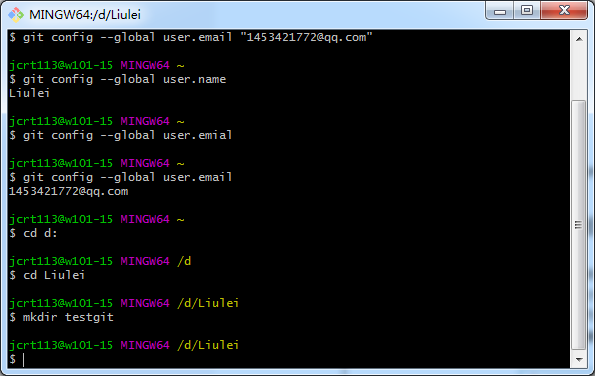 MINGW64:/d/Liulei
$ git config --global user.email "1453421772@qq.com"
jcrt113@w101-15 MINGW64 ~
$ git config --global user.name
Liulei
jcrt113@w101-15 MINGW64 ~
$ git config --global user.emial
jcrt113@w101-15 MINGW64 ~
$ git config --global user.email
1453421772@qq.com
jcrt113@w101-15 MINGW64 ~
$ cd d:
jcrt113@w101-15 MINGW64 /d
$ cd Liulei
jcrt113@w101-15 MINGW64 /d/Liulei
$ mkdir testgit
jcrt113@w101-15 MINGW64 /d/Liulei
$